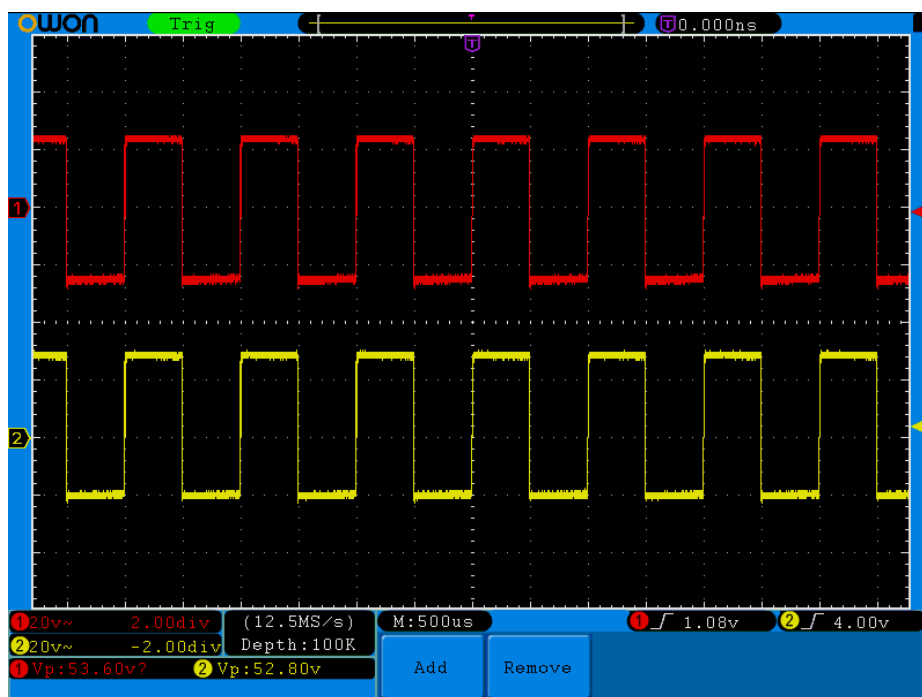 owon Trig T T 0.000ns
T
1
2
1 20v~ 2.00div (12.5MS/s) M:500us 1 1.08v 2 4.00v
2 20v~ -2.00div Depth:100K
1 Vp:53.60v? 2 Vp:52.80v Add Remove